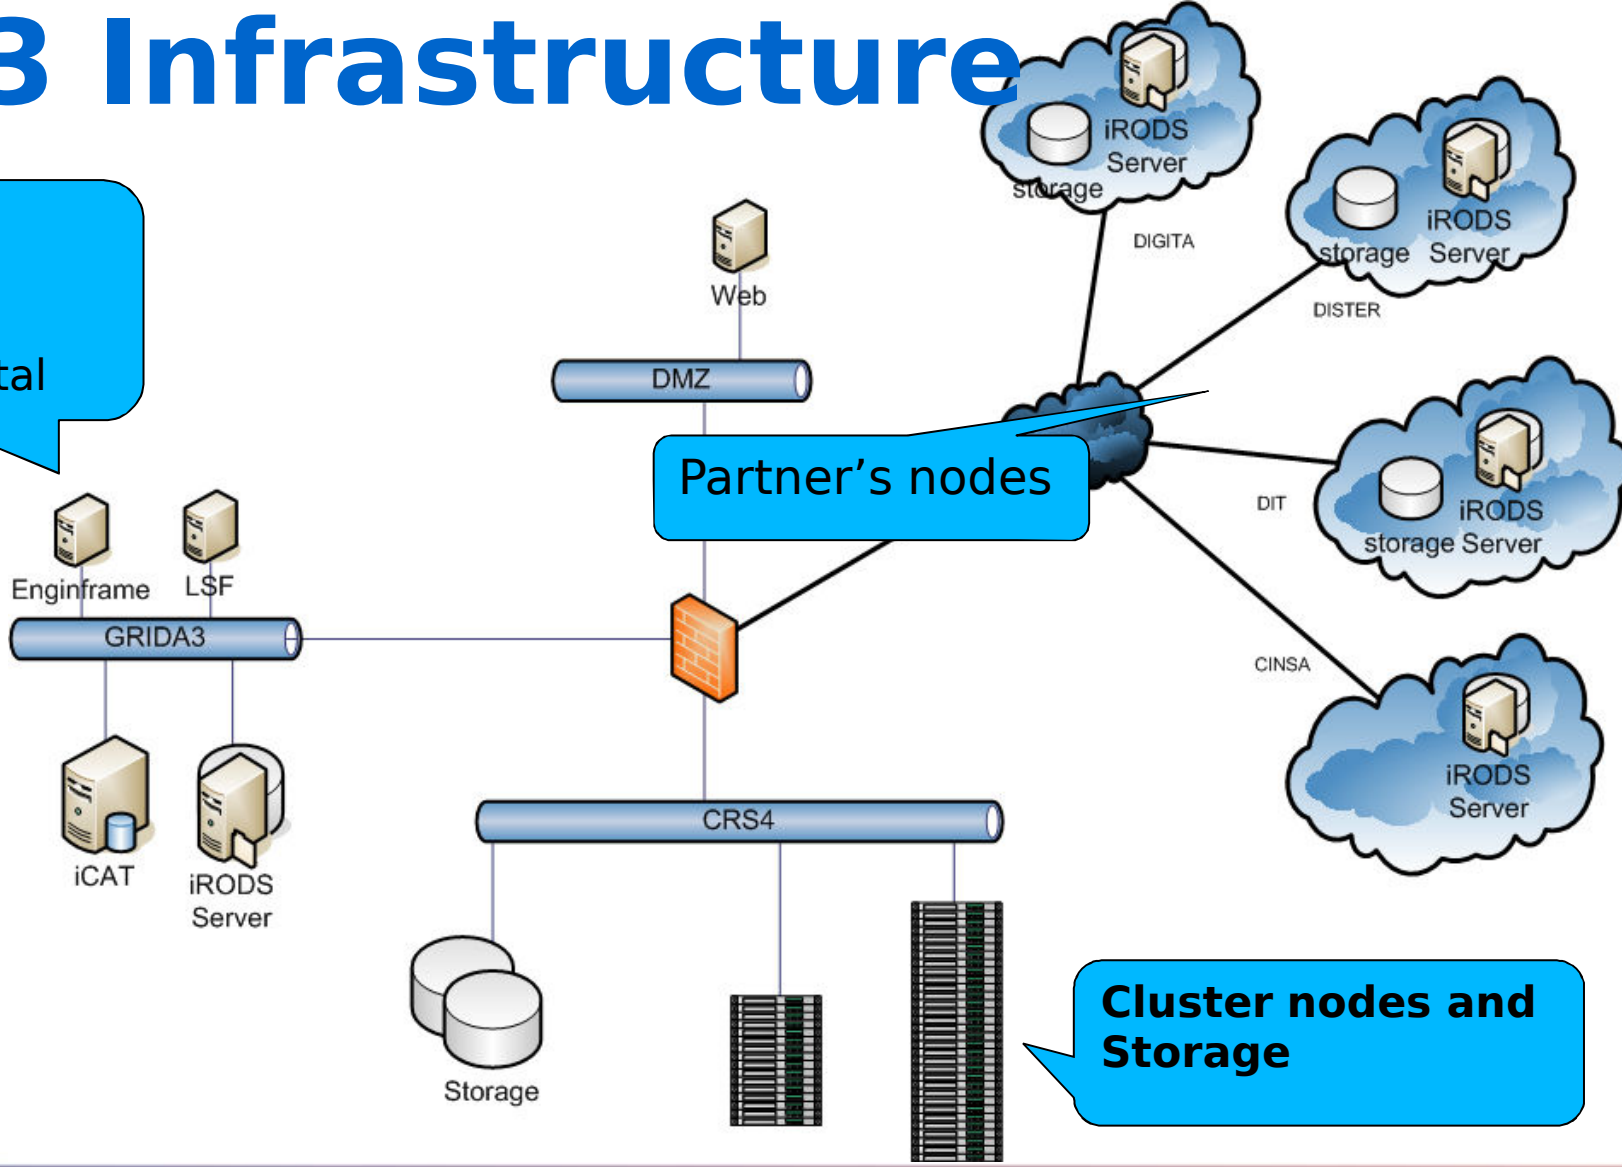 3 Infrastructure
iRODS
Server
storage
iRODS
storage Server
DIGITA
DISTER
Web
tal
DMZ
Partner’s nodes
DIT
iRODS
storage Server
Enginframe
LSF
GRIDA3
CINSA
iRODS
Server
CRS4
iCAT
iRODS
Server
Storage
Cluster nodes and
Storage